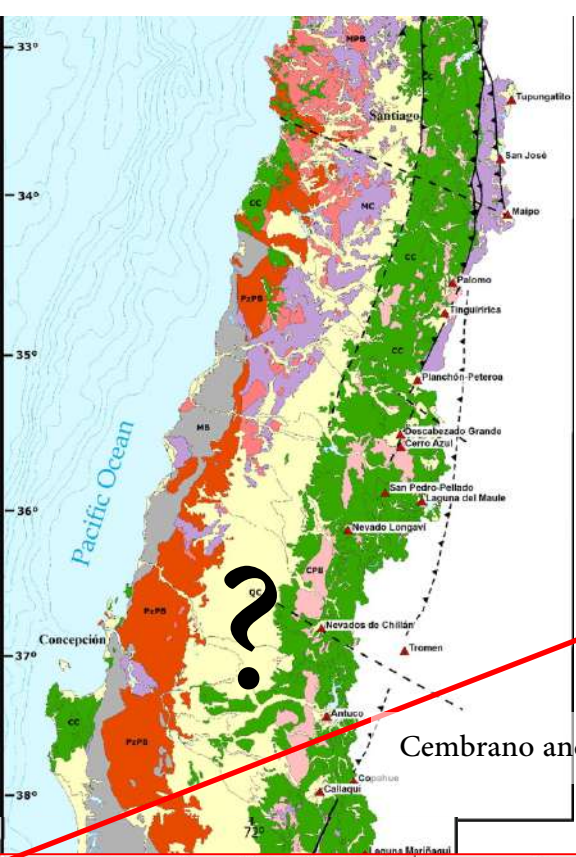 33°
MPB
CC
Tupungatito
Santiago
San José
34°
CC
MC
Maipo
CC
Palomo
PzPB
Tinguiririca
35°
CC
Planchón-Peteroa
MB
Descabezado Grande
Cerro Azul
San Pedro-Pellado
Laguna del Maule
36°
Pacific Ocean
Nevado Longaví
CPB
QC
?
PzPB
Nevados de Chillán
Concepción
37°
Tromen
CC
Antuco
PzPB
Cembrano an
Copahue
38°
Callaqui
72°
Laguna Mariñaqui